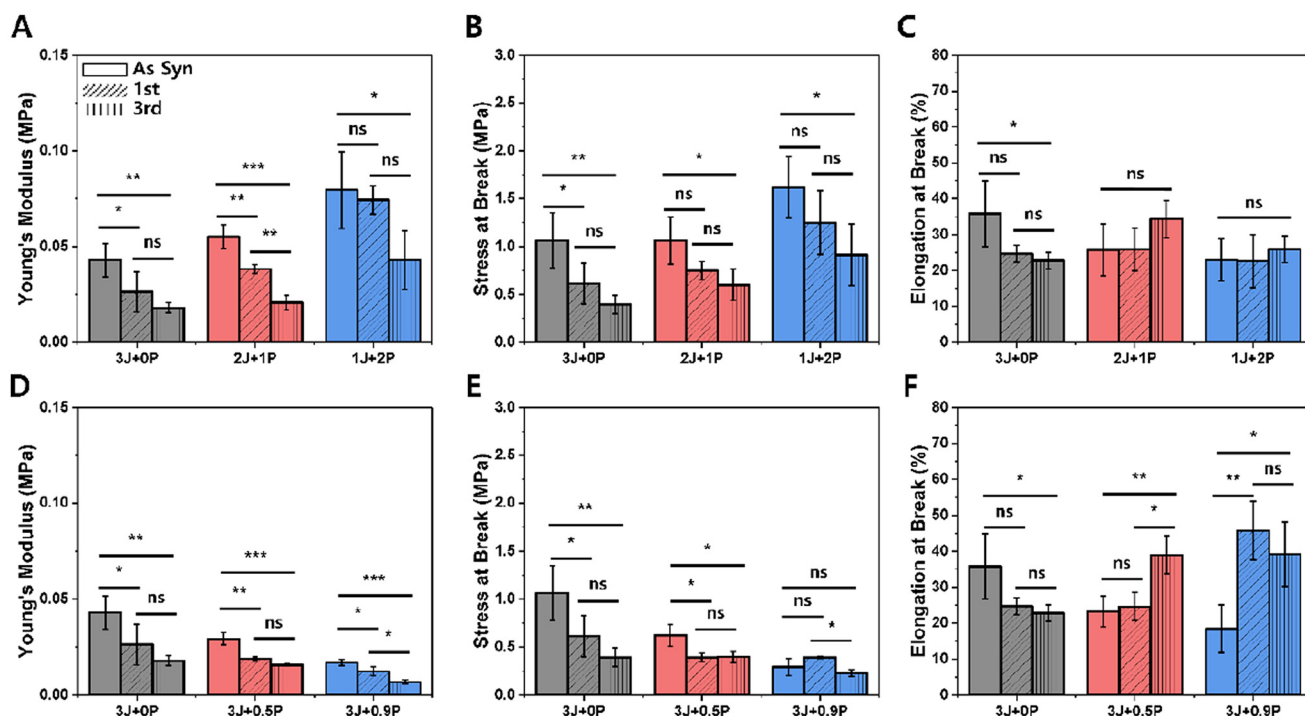 A
Young's Modulus (MPa)
0.15
0.10
0.05
0.00
As Syn
1st
3rd
**
*
ns
***
**
**
*
ns
ns
3J+0P
2J+1P
1J+2P
B
Stress at Break (MPa)
3.0
2.5
2.0
1.5
1.0
0.5
0.0
**
*
ns
*
ns
ns
*
ns
ns
3J+0P
2J+1P
1J+2P
C
Elongation at Break (%)
80
70
60
50
40
30
20
10
0
*
ns
ns
ns
ns
3J+0P
2J+1P
1J+2P
D
Young's Modulus (MPa)
0.15
0.10
0.05
0.00
**
*
ns
***
**
ns
***
*
*
3J+0P
3J+0.5P
3J+0.9P
E
Stress at Break (MPa)
3.0
2.5
2.0
1.5
1.0
0.5
0.0
**
*
ns
*
*
ns
ns
ns
*
3J+0P
3J+0.5P
3J+0.9P
F
Elongation at Break (%)
80
70
60
50
40
30
20
10
0
*
ns
ns
**
*
ns
*
**
ns
3J+0P
3J+0.5P
3J+0.9P